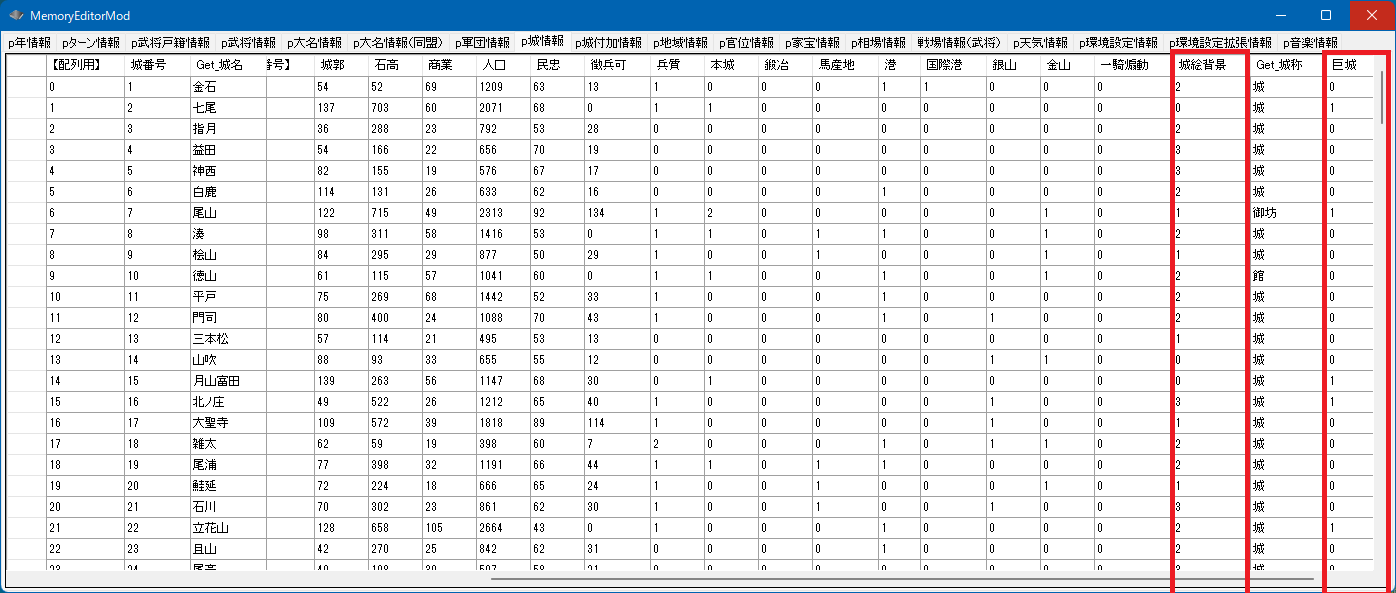 MemoryEditorMod
p年情報 pターン情報 p武将戸籍情報 p武将情報 p大名情報 p大名情報(同盟) p軍団情報 p城情報 p城付加情報 p地域情報 p官位情報 p家宝情報 p相場情報 戦場情報(武将) p天気情報 p環境設定情報 p環境設定拡張情報 p音楽情報
【配列用】 城番号 Get_城名 番号】 城郭 石高 商業 人口 民忠 徴兵可 兵質 本城 鍛冶 馬産地 港 国際港 銀山 金山 一騎煽動 城絵背景 Get_城称 巨城
0 1 金石 54 52 69 1209 63 13 1 0 0 0 1 1 0 0 0 2 城 0
1 2 七尾 137 703 60 2071 68 0 1 1 0 0 0 0 0 0 0 0 城 1
2 3 指月 36 288 23 792 53 28 0 0 0 0 0 0 0 0 0 2 城 0
3 4 益田 54 166 22 656 70 19 0 0 0 0 0 0 0 0 0 3 城 0
4 5 神西 82 155 19 576 67 17 0 0 0 0 0 0 0 0 0 3 城 0
5 6 白鹿 114 131 26 633 62 16 0 0 0 0 1 0 0 0 0 2 城 0
6 7 尾山 122 715 49 2313 92 134 1 2 0 0 0 0 0 1 0 1 御坊 1
7 8 湊 98 311 58 1416 53 0 1 1 0 1 1 0 0 1 0 2 城 0
8 9 桧山 84 295 29 877 50 29 1 0 0 1 0 0 0 1 0 1 城 0
9 10 徳山 61 115 57 1041 60 0 1 1 0 0 1 0 0 1 0 2 館 0
10 11 平戸 75 269 68 1442 52 33 1 0 0 0 1 0 0 0 0 2 城 0
11 12 門司 80 400 24 1088 70 43 1 0 0 0 1 0 1 0 0 2 城 0
12 13 三本松 57 114 21 495 53 13 0 0 0 0 0 0 0 0 0 1 城 0
13 14 山吹 88 93 33 655 55 12 0 0 0 0 0 0 1 1 0 0 城 0
14 15 月山富田 139 263 56 1147 68 30 0 1 0 0 0 0 0 0 0 0 城 1
15 16 北ノ庄 49 522 26 1212 65 40 1 0 0 0 0 0 1 0 0 3 城 1
16 17 大聖寺 109 572 39 1818 89 114 1 0 0 0 0 0 1 0 0 1 城 0
17 18 雑太 62 59 19 398 60 7 2 0 0 0 1 0 1 1 0 2 城 0
18 19 尾浦 77 398 32 1191 66 44 1 1 0 1 1 0 0 0 0 2 城 0
19 20 鮭延 72 224 18 666 65 24 1 0 0 1 0 0 0 1 0 1 城 0
20 21 石川 70 302 23 861 62 30 1 0 0 1 0 0 1 0 0 3 城 0
21 22 立花山 128 658 105 2664 43 0 1 0 0 0 1 0 0 0 0 2 城 1
22 23 且山 42 270 25 842 62 31 0 0 0 0 1 0 0 0 0 2 城 0
23 24 尾高